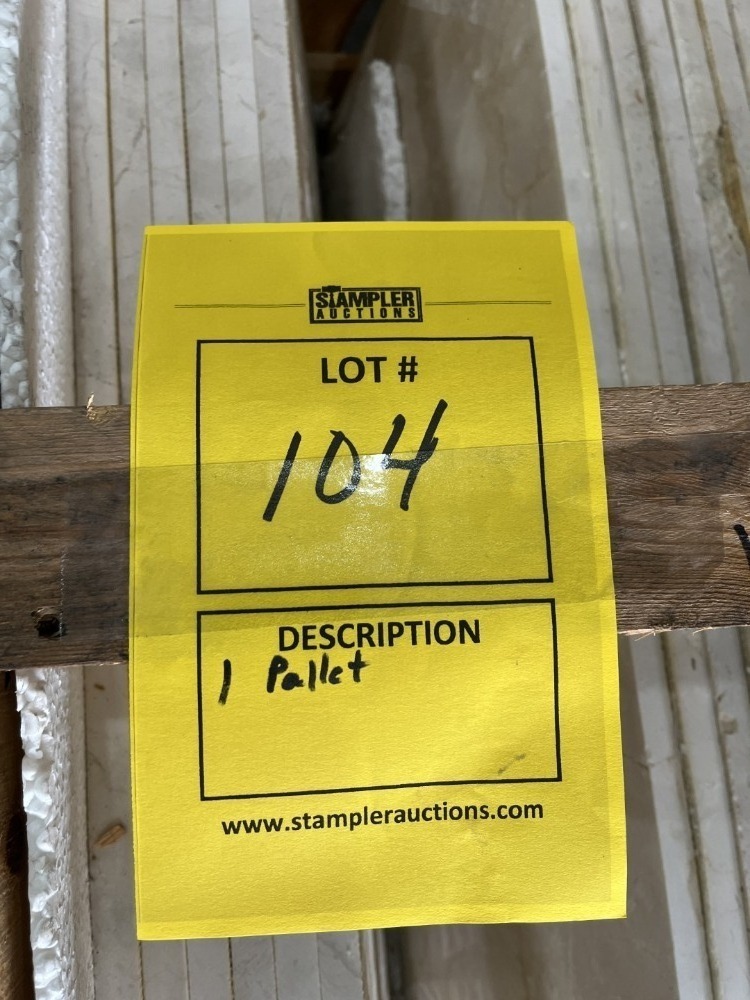 STAMPLER
AUCTIONS
LOT #
104
DESCRIPTION
1 Pallet
www.stamplerauctions.com